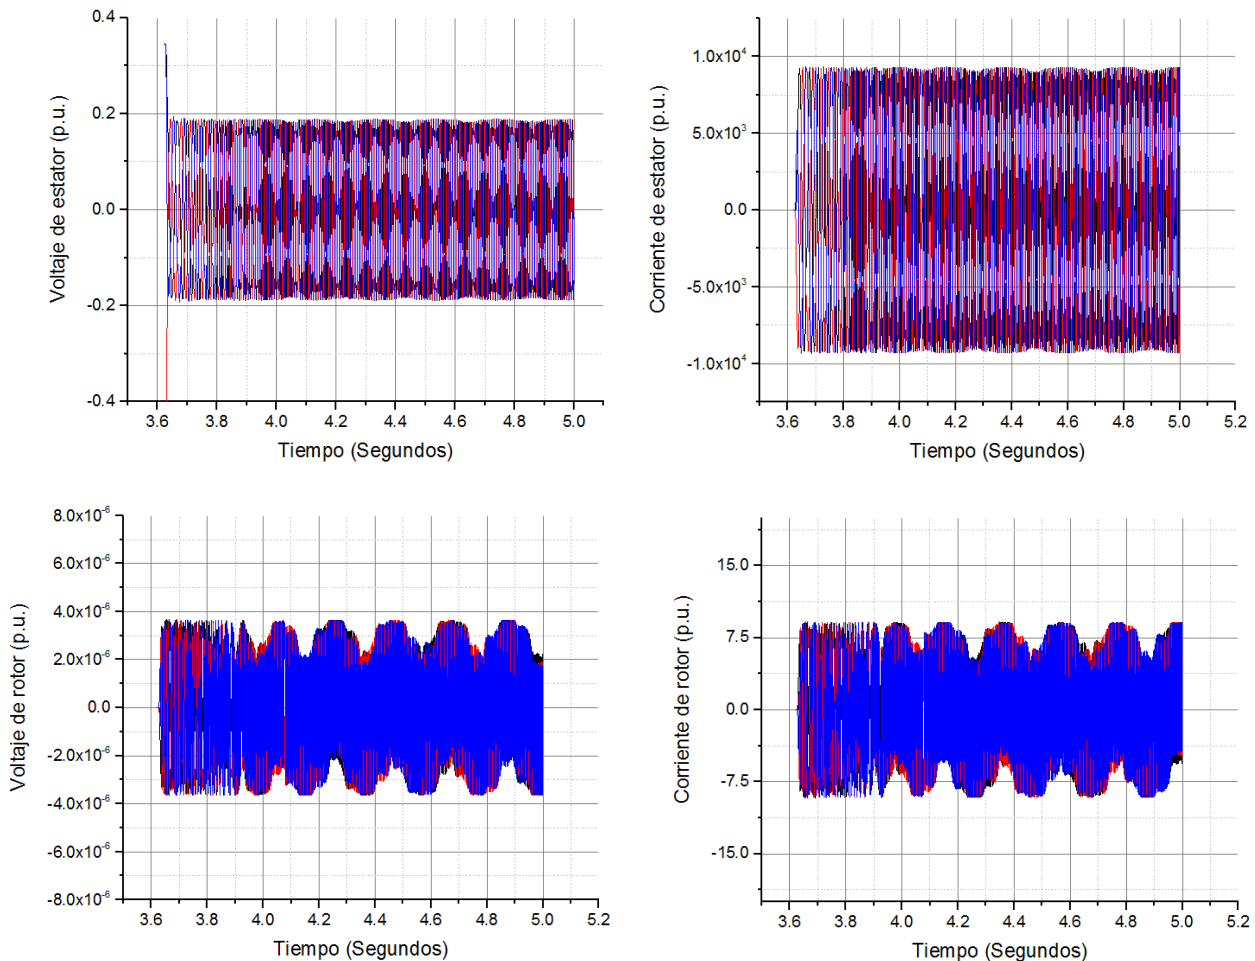 0.4
0.2
0.0
-0.2
-0.4
Voltaje de estator (p.u.)
3.6 3.8 4.0 4.2 4.4 4.6 4.8 5.0
Tiempo (Segundos)
1.0x10⁴
5.0x10³
0.0
-5.0x10³
-1.0x10⁴
Corriente de estator (p.u.)
3.6 3.8 4.0 4.2 4.4 4.6 4.8 5.0 5.2
Tiempo (Segundos)
8.0x10⁻⁶
6.0x10⁻⁶
4.0x10⁻⁶
2.0x10⁻⁶
0.0
-2.0x10⁻⁶
-4.0x10⁻⁶
-6.0x10⁻⁶
-8.0x10⁻⁶
Voltaje de rotor (p.u.)
3.6 3.8 4.0 4.2 4.4 4.6 4.8 5.0 5.2
Tiempo (Segundos)
15.0
7.5
0.0
-7.5
-15.0
Corriente de rotor (p.u.)
3.6 3.8 4.0 4.2 4.4 4.6 4.8 5.0 5.2
Tiempo (Segundos)